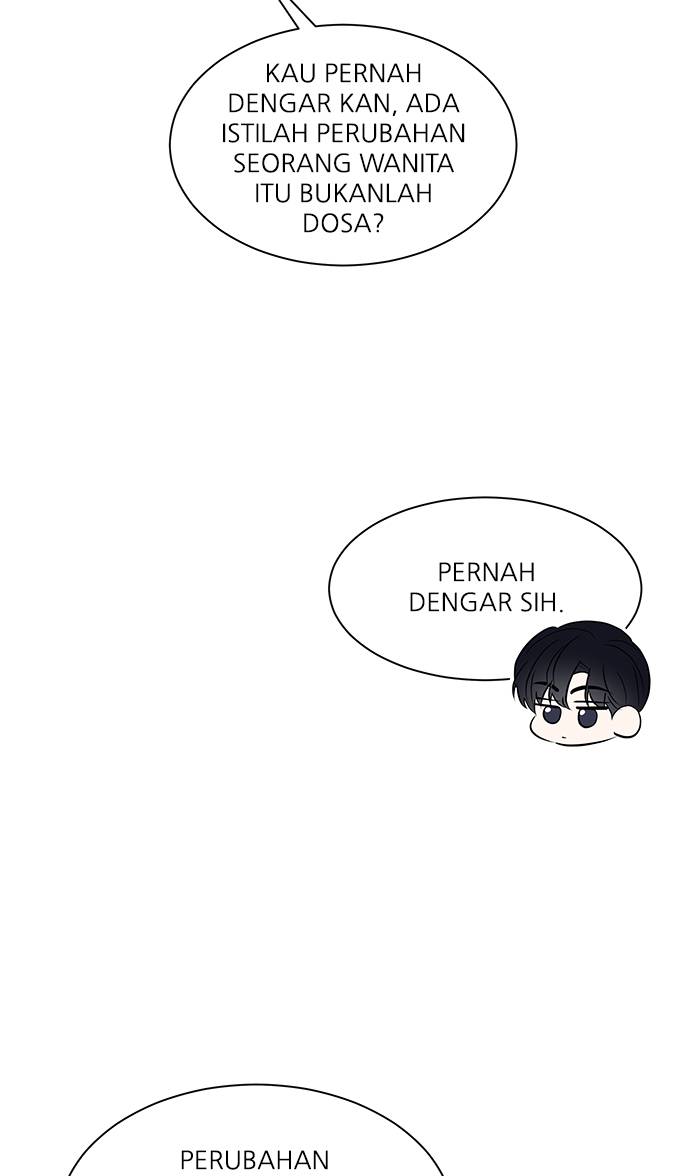 KAU PERNAH
DENGAR KAN, ADA
ISTILAH PERUBAHAN
SEORANG WANITA
ITU BUKANLAH
DOSA?
PERNAH
DENGAR SIH.
PERUBAHAN